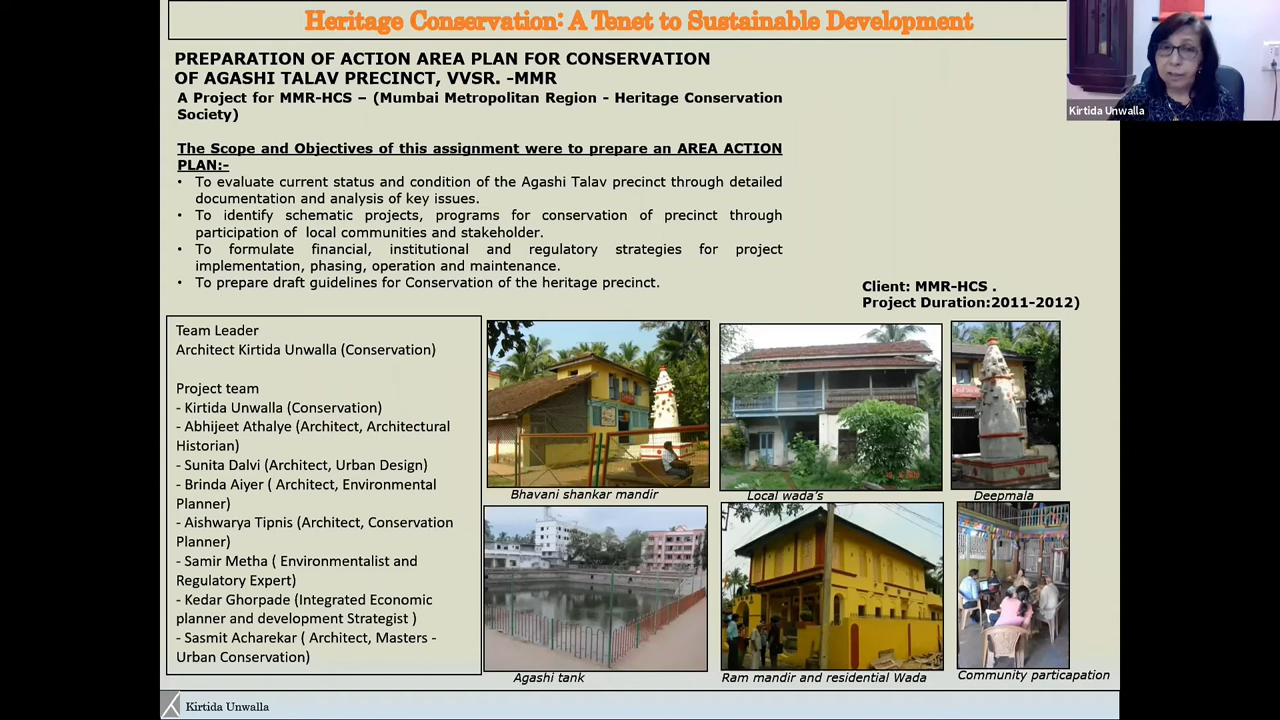 Heritage Conservation: A Tenet to Sustainable Development
Kirtida Unwalla
PREPARATION OF ACTION AREA PLAN FOR CONSERVATION
OF AGASHI TALAV PRECINCT, VVSR. -MMR
A Project for MMR-HCS – (Mumbai Metropolitan Region - Heritage Conservation
Society)
The Scope and Objectives of this assignment were to prepare an AREA ACTION
PLAN:-
• To evaluate current status and condition of the Agashi Talav precinct through detailed
documentation and analysis of key issues.
• To identify schematic projects, programs for conservation of precinct through
participation of local communities and stakeholder.
• To formulate financial, institutional and regulatory strategies for project
implementation, phasing, operation and maintenance.
• To prepare draft guidelines for Conservation of the heritage precinct.
Client: MMR-HCS .
Project Duration:2011-2012)
Team Leader
Architect Kirtida Unwalla (Conservation)
Project team
- Kirtida Unwalla (Conservation)
- Abhijeet Athalye (Architect, Architectural
Historian)
- Sunita Dalvi (Architect, Urban Design)
- Brinda Aiyer ( Architect, Environmental
Planner)
- Aishwarya Tipnis (Architect, Conservation
Planner)
- Samir Metha ( Environmentalist and
Regulatory Expert)
- Kedar Ghorpade (Integrated Economic
planner and development Strategist )
- Sasmit Acharekar ( Architect, Masters -
Urban Conservation)
Bhavani shankar mandir
Local wada's
Deepmala
Agashi tank
Ram mandir and residential Wada
Community particapation
Kirtida Unwalla